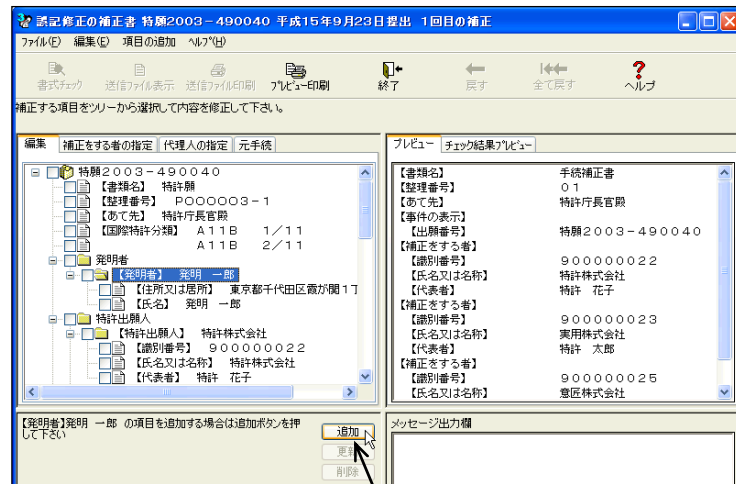 誤記修正の補正書 特願2003-490040 平成15年9月23日提出 1回目の補正
ファイル(F) 編集(E) 項目の追加 ヘルプ(H)
書式チェック 送信ファイル表示 送信ファイル印刷 プレビュー印刷 終了 戻す 全て戻す ヘルプ
補正する項目をツリーから選択して内容を修正して下さい。
編集 補正をする者の指定 代理人の指定 元手続
特願2003-490040
【書類名】 特許願
【整理番号】 P000003-1
【あて先】 特許庁長官殿
【国際特許分類】 A11B 1/11
A11B 2/11
発明者
【発明者】 発明 一郎
【住所又は居所】 東京都千代田区霞が関1丁
【氏名】 発明 一郎
特許出願人
【特許出願人】 特許株式会社
【識別番号】 900000022
【氏名又は名称】 特許株式会社
【代表者】 特許 花子
プレビュー チェック結果プレビュー
【書類名】 手続補正書
【整理番号】 01
【あて先】 特許庁長官殿
【事件の表示】
【出願番号】 特願2003-490040
【補正をする者】
【識別番号】 900000022
【氏名又は名称】 特許株式会社
【代表者】 特許 花子
【補正をする者】
【識別番号】 900000023
【氏名又は名称】 実用株式会社
【代表者】 特許 太郎
【補正をする者】
【識別番号】 900000025
【氏名又は名称】 意匠株式会社
【発明者】発明 一郎 の項目を追加する場合は追加ボタンを押
して下さい
追加
更新
削除
メッセージ出力欄